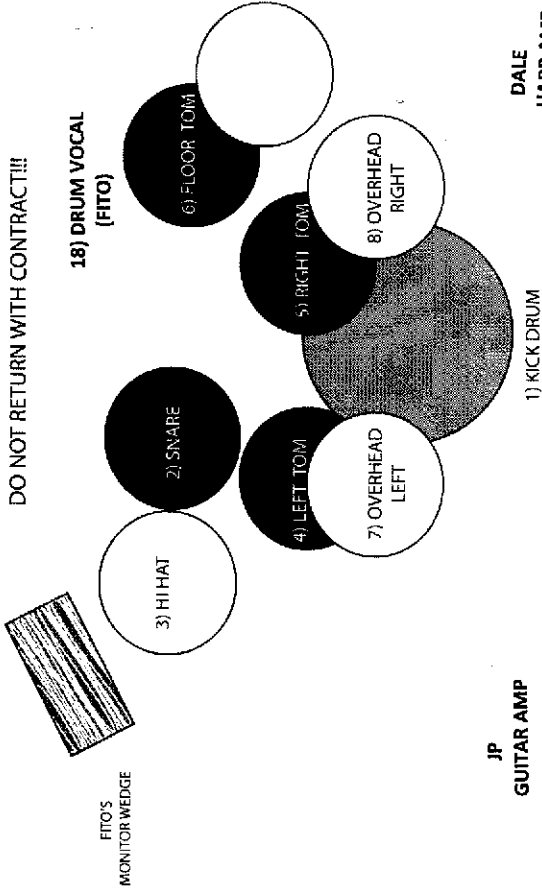 DO NOT RETURN WITH CONTRACT!!!
18) DRUM VOCAL
(FITO)
FITO'S
MONITOR WEDGE
3) HI HAT
2) SNARE
6) FLOOR TOM
4) LEFT TOM
5) RIGHT TOM
7) OVERHEAD
LEFT
8) OVERHEAD
RIGHT
1) KICK DRUM
JP
GUITAR AMP
DALE
HARP AMP